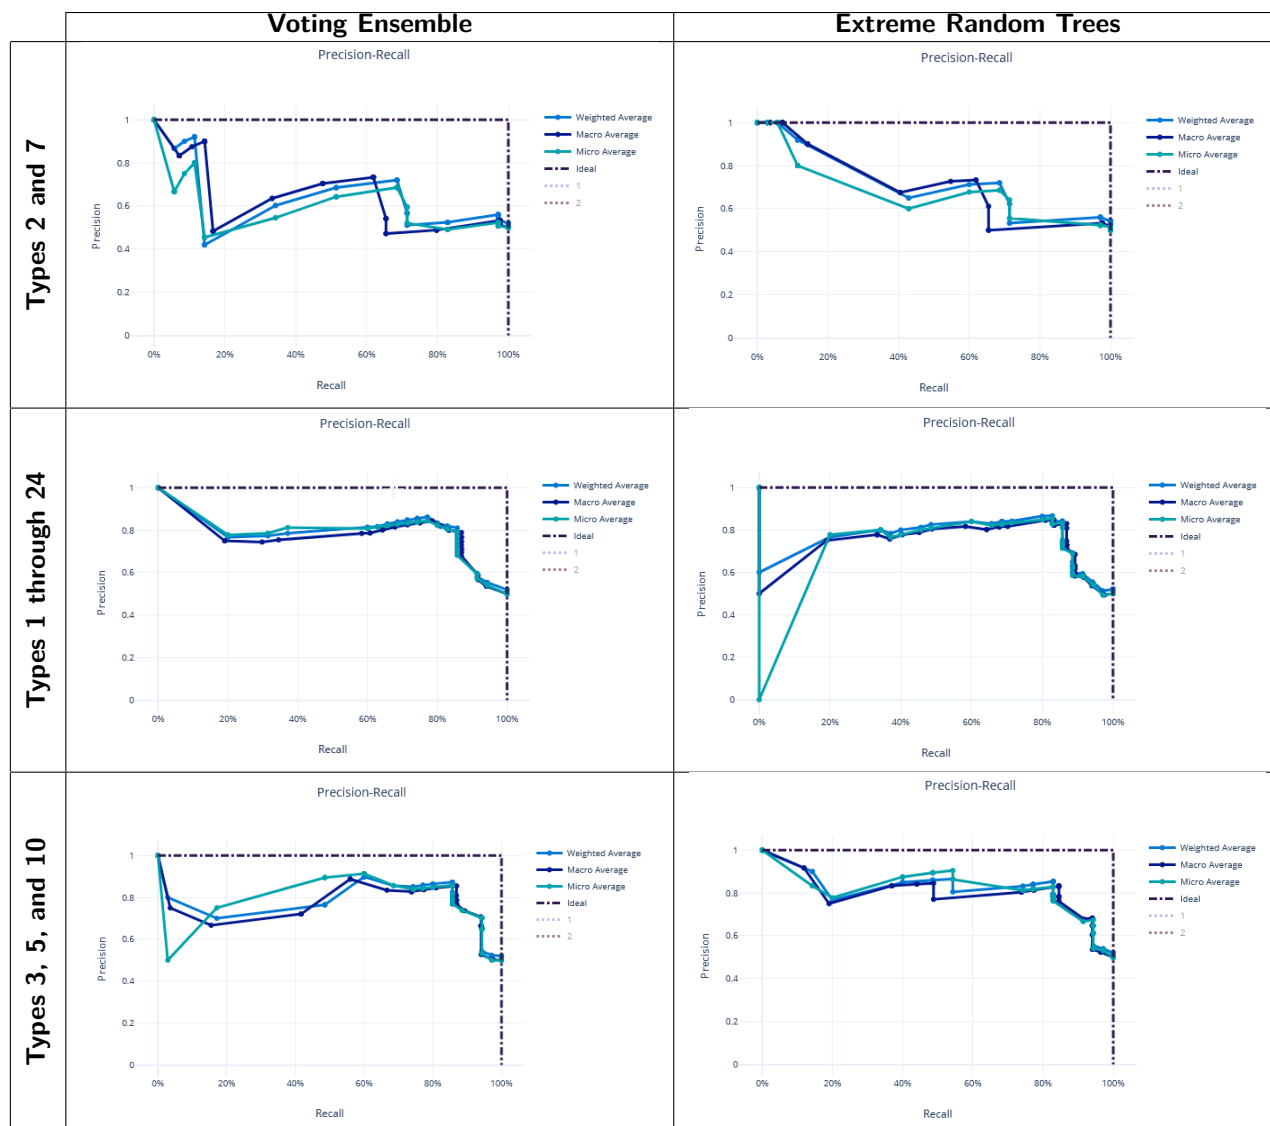 Voting Ensemble
Extreme Random Trees
Types 2 and 7
Precision-Recall
1
0.8
0.6
0.4
0.2
0
Precision
0%
20%
40%
60%
80%
100%
Recall
Weighted Average
Macro Average
Micro Average
Ideal
1
2
Precision-Recall
1
0.8
0.6
0.4
0.2
0
Precision
0%
20%
40%
60%
80%
100%
Recall
Weighted Average
Macro Average
Micro Average
Ideal
1
2
Types 1 through 24
Precision-Recall
1
0.8
0.6
0.4
0.2
0
Precision
0%
20%
40%
60%
80%
100%
Recall
Weighted Average
Macro Average
Micro Average
Ideal
1
2
Precision-Recall
1
0.8
0.6
0.4
0.2
0
Precision
0%
20%
40%
60%
80%
100%
Recall
Weighted Average
Macro Average
Micro Average
Ideal
1
2
Types 3, 5, and 10
Precision-Recall
1
0.8
0.6
0.4
0.2
0
Precision
0%
20%
40%
60%
80%
100%
Recall
Weighted Average
Macro Average
Micro Average
Ideal
1
2
Precision-Recall
1
0.8
0.6
0.4
0.2
0
Precision
0%
20%
40%
60%
80%
100%
Recall
Weighted Average
Macro Average
Micro Average
Ideal
1
2